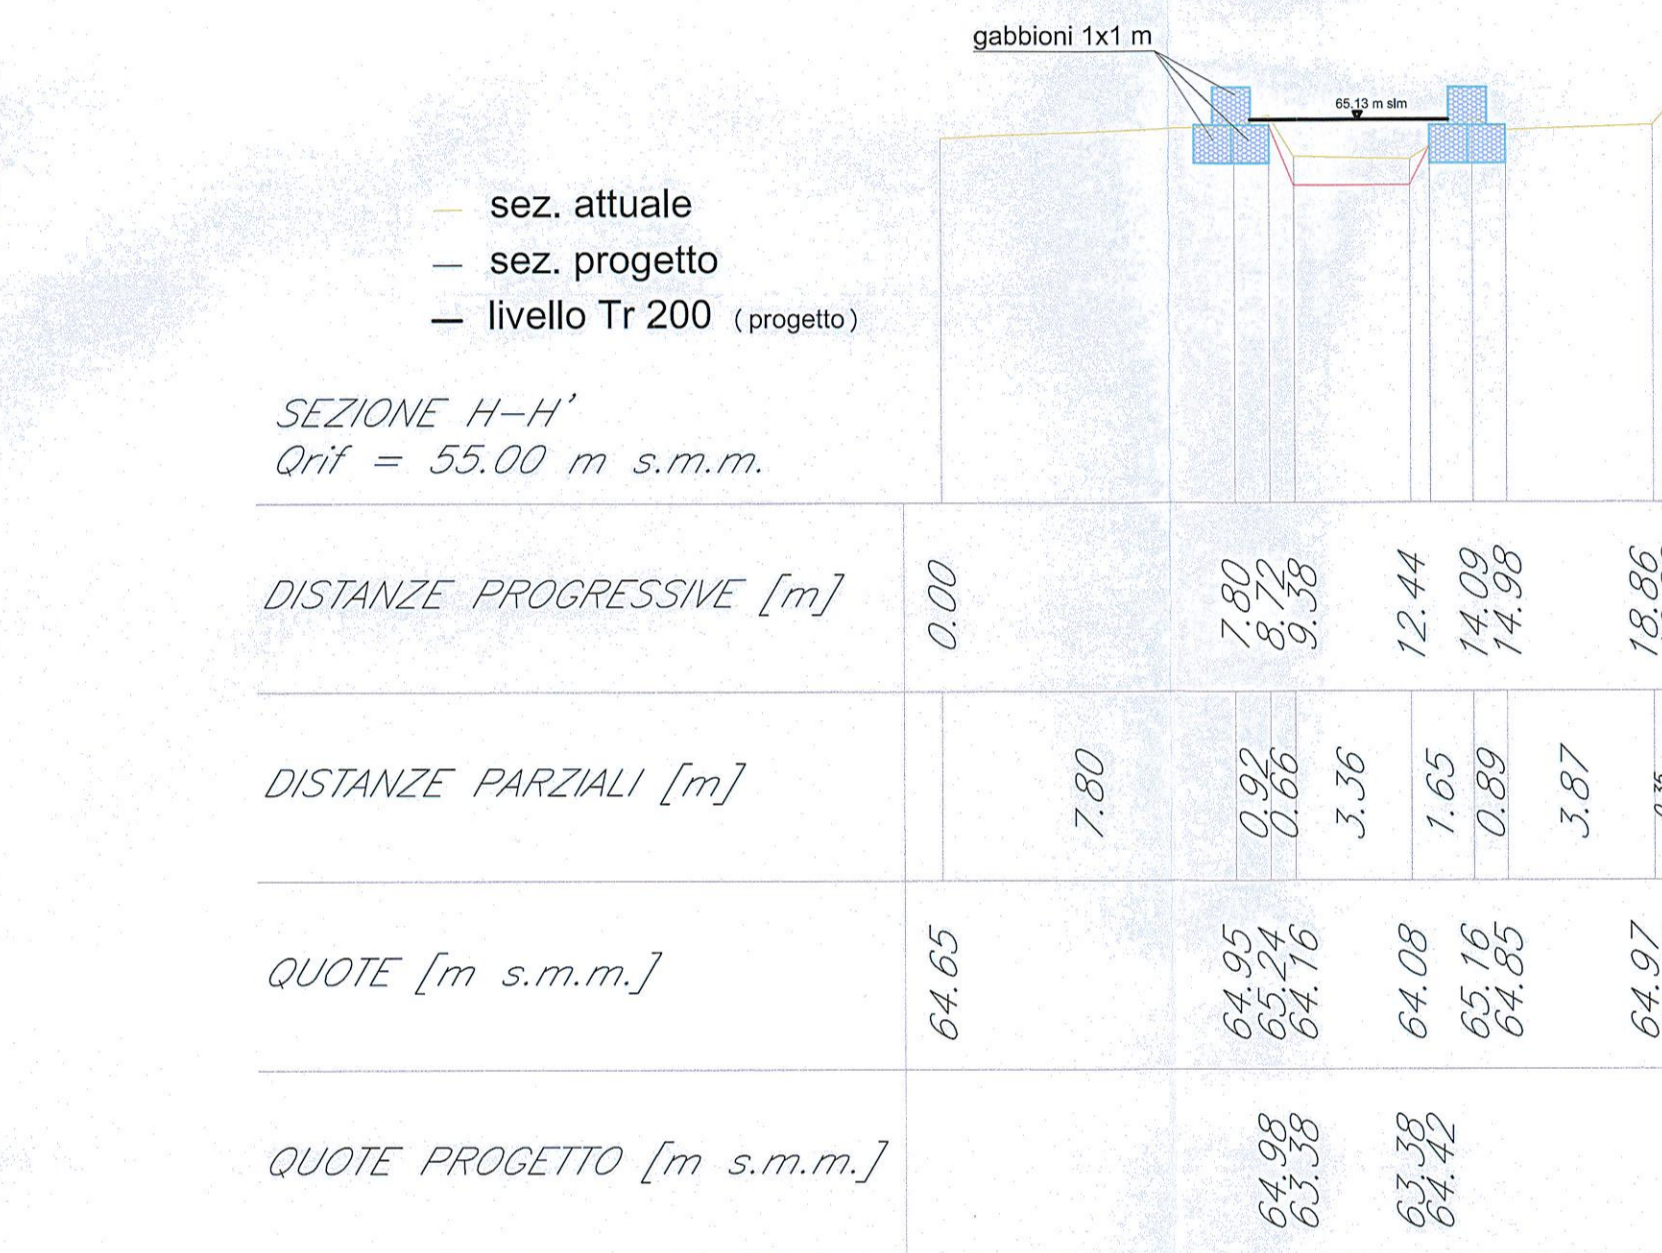 gabbioni 1x1 m
65.13 m slm
sez. attuale
sez. progetto
livello Tr 200 (progetto)
SEZIONE H-H'
Qrif = 55.00 m s.m.m.
DISTANZE PROGRESSIVE [m] 0.00 7.80 8.72 9.38 12.44 14.09 14.98 18.86
DISTANZE PARZIALI [m] 7.80 0.92 0.66 3.36 1.65 0.89 3.87
QUOTE [m s.m.m.] 64.65 64.95 65.24 64.16 64.08 65.16 64.85 64.97
QUOTE PROGETTO [m s.m.m.] 64.98 63.38 63.38 64.42